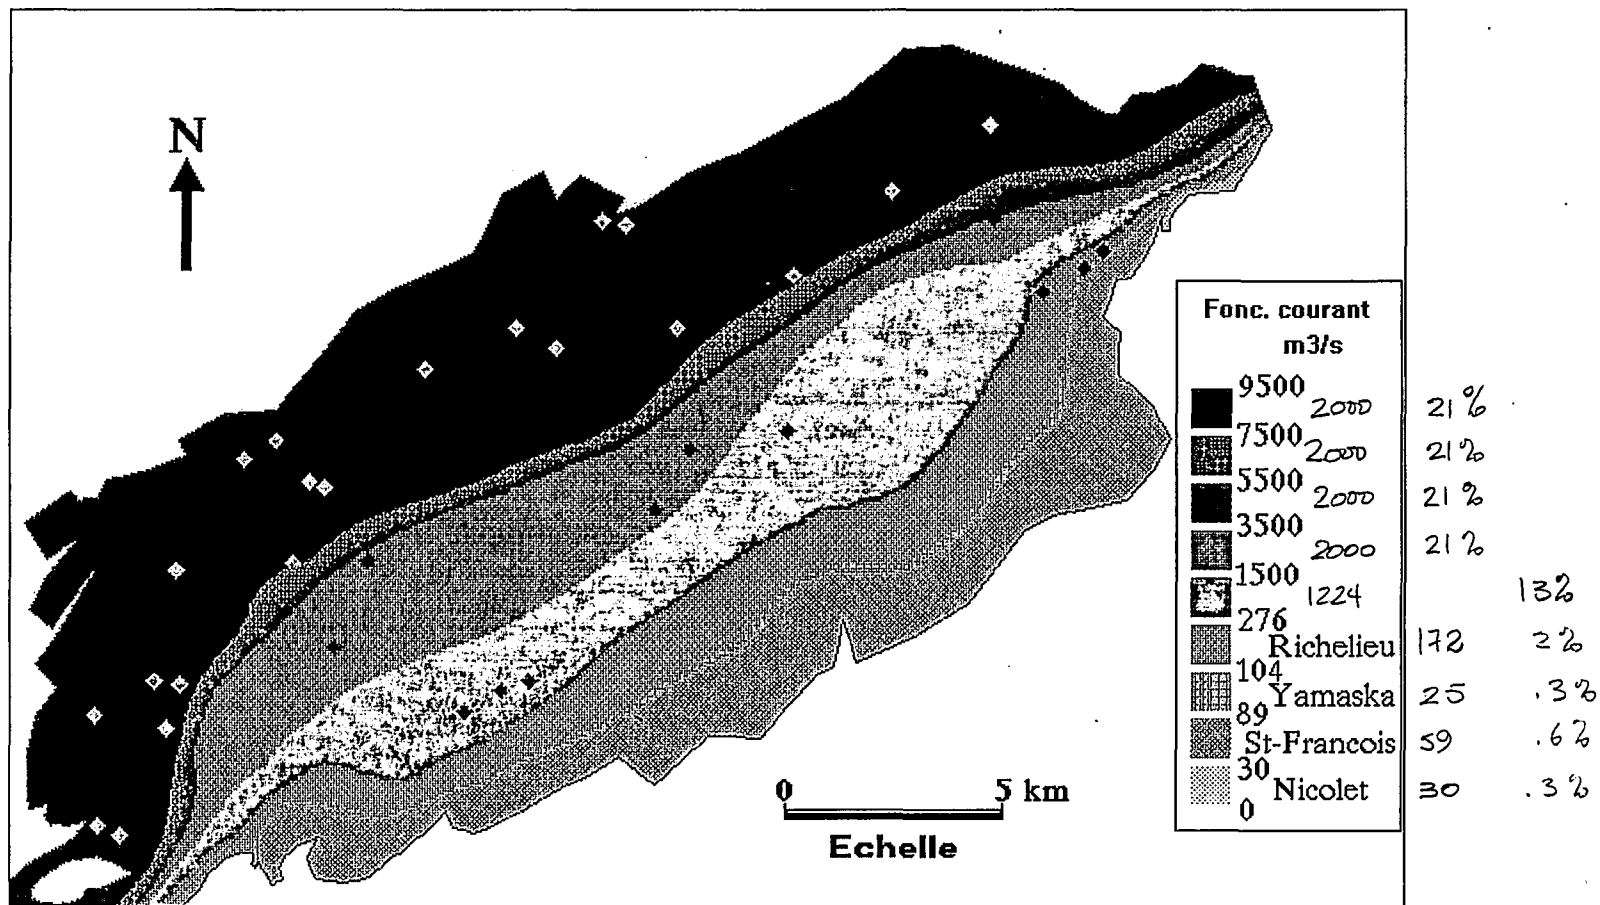 N
Fonc. courant
m3/s
9500 2000 21%
7500 2000 21%
5500 2000 21%
3500 2000 21%
1500 1224 13%
276 Richelieu 172 2%
104 Yamaska 25 .3%
89 St-Francois 59 .6%
30 Nicolet 30 .3%
0
0 5 km
Echelle